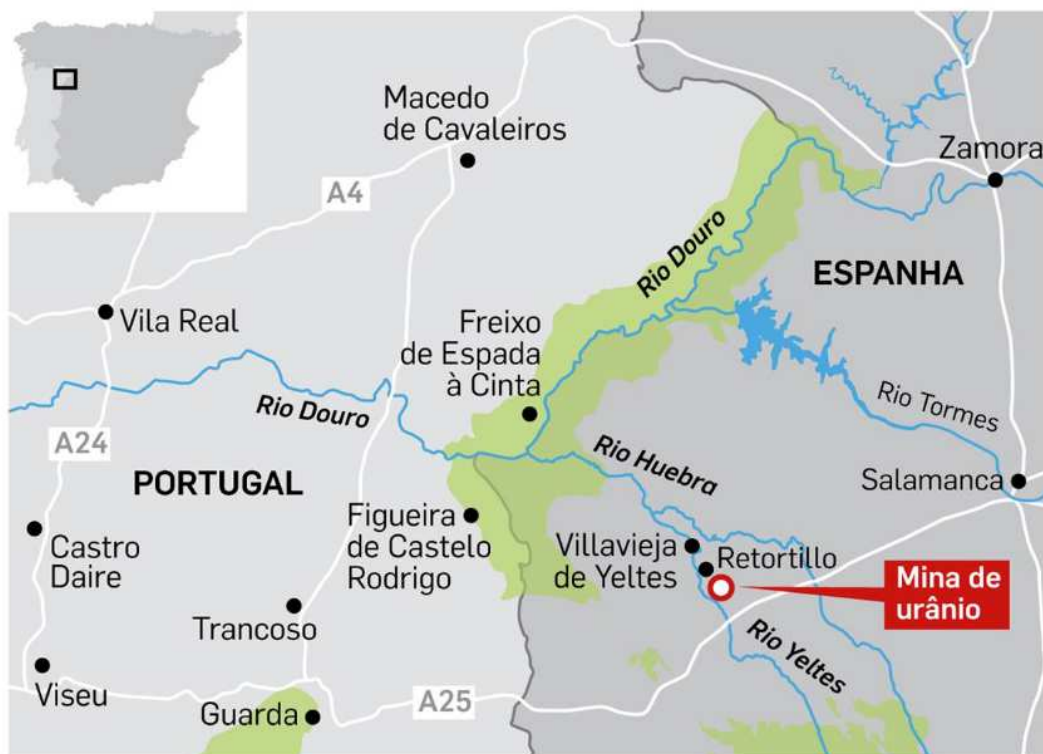 Macedo
de Cavaleiros
Zamora
A4
Rio Douro
ESPANHA
Vila Real
Freixo
de Espada
à Cinta
Rio Douro
Rio Tormes
A24
Rio Huebra
PORTUGAL
Salamanca
Figueira
de Castelo
Rodrigo
Villavieja
de Yeltes
Retortillo
Castro
Daire
Mina de
urânio
Trancoso
Rio Yeltes
Viseu
Guarda
A25